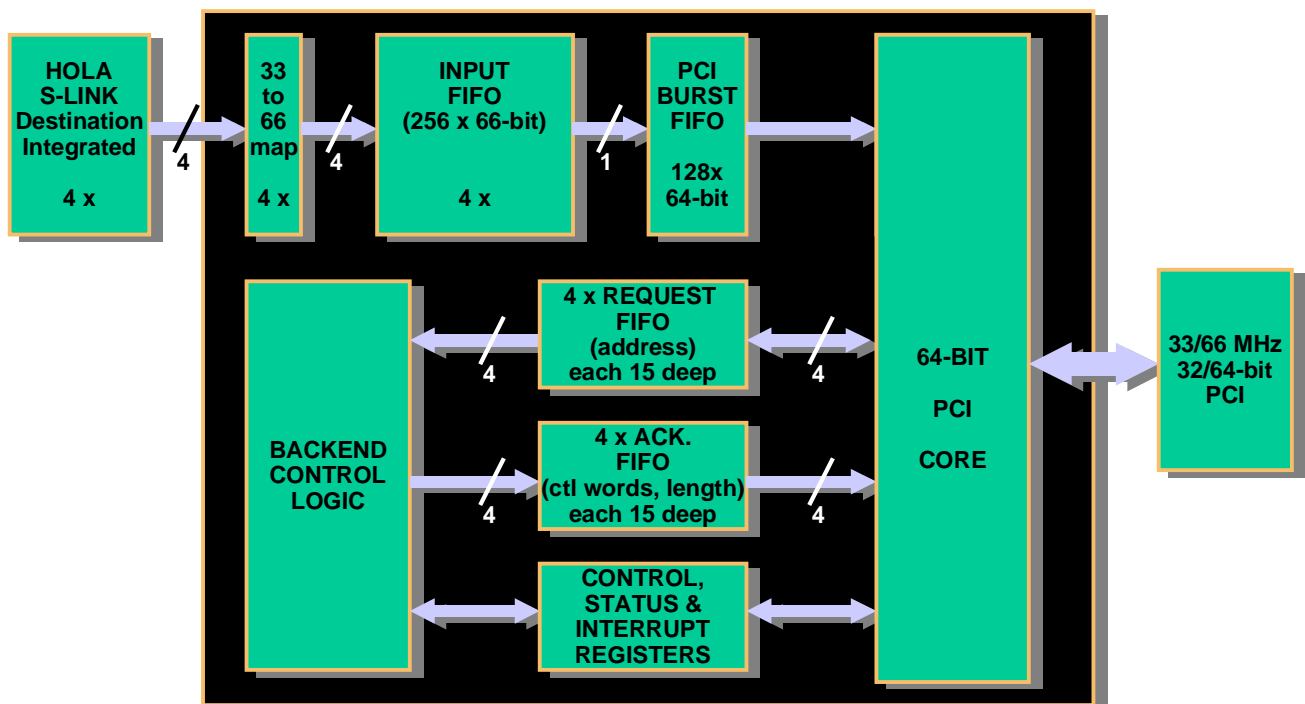 HOLA
S-LINK
Destination
Integrated
4 x
4
33
to
66
map
4 x
4
INPUT
FIFO
(256 x 66-bit)
4 x
1
PCI
BURST
FIFO
128x
64-bit
4 x REQUEST
FIFO
(address)
each 15 deep
4
4
BACKEND
CONTROL
LOGIC
4 x ACK.
FIFO
(ctl words, length)
each 15 deep
4
4
CONTROL,
STATUS &
INTERRUPT
REGISTERS
64-BIT
PCI
CORE
33/66 MHz
32/64-bit
PCI